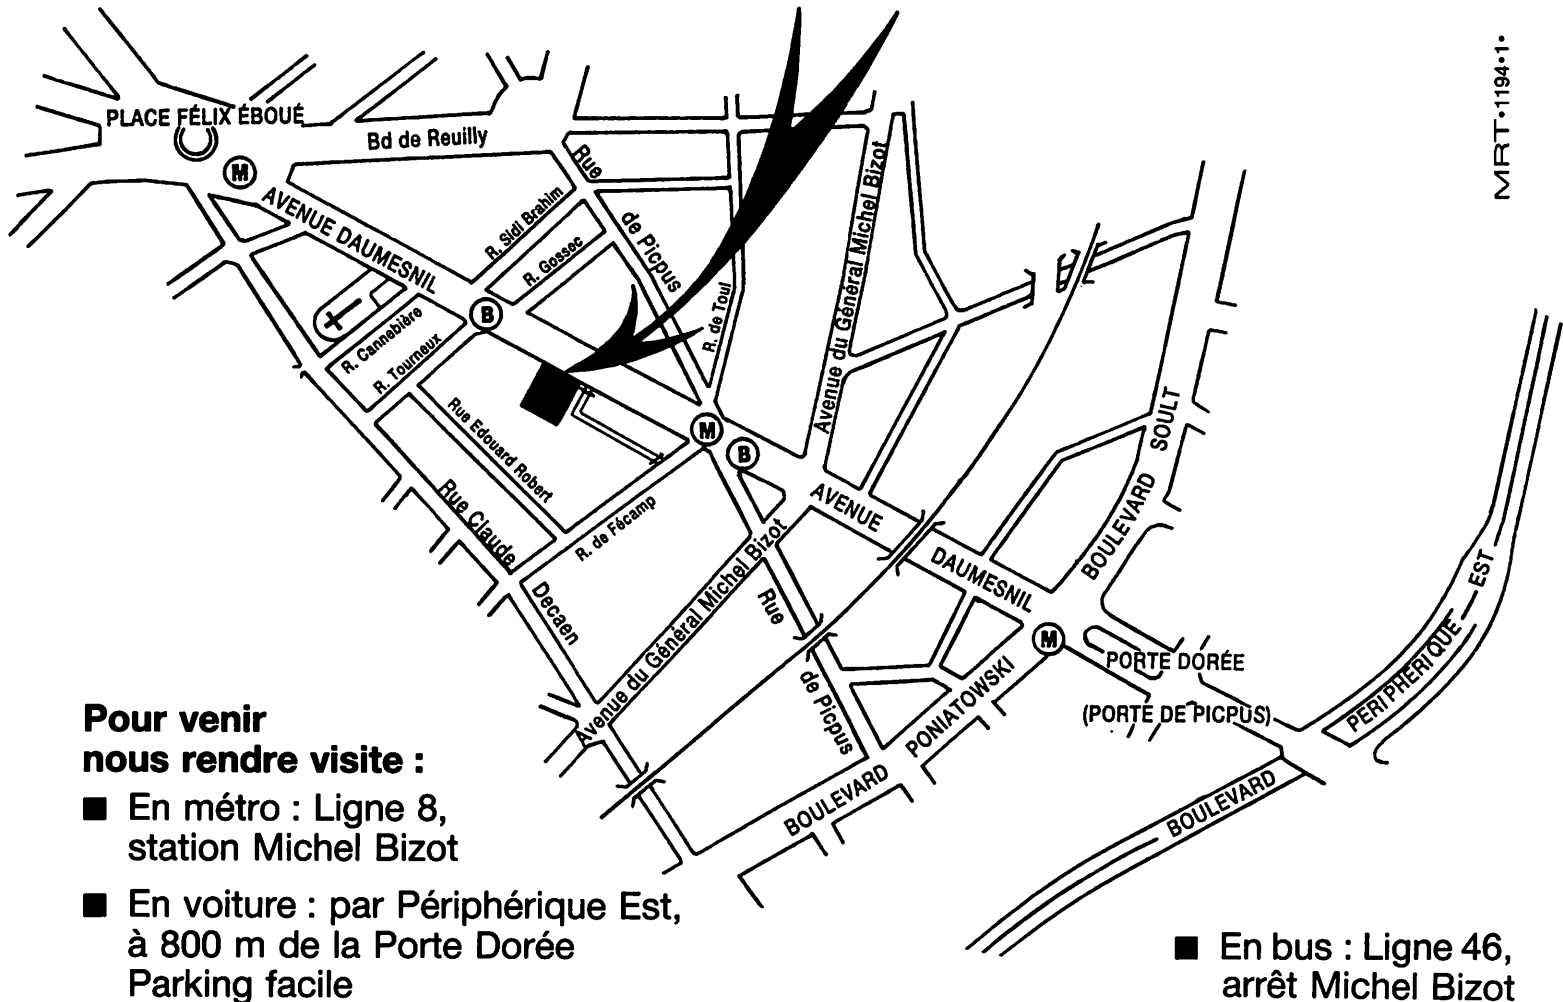 MRT•1194•1•
PLACE FÉLIX ÉBOUÉ
M
Bd de Reuilly
AVENUE DAUMESNIL
Rue
de Picpus
R. Sidi Brahim
R. Gossec
B
R. de Toul
Avenue du Général Michel Bizot
R. Cannebière
R. Tourneux
Rue Edouard Robert
M
B
Rue Claude
Decaen
R. de Fécamp
Avenue du Général Michel Bizot
AVENUE
DAUMESNIL
BOULEVARD SOULT
Rue
de Picpus
M
PORTE DORÉE
(PORTE DE PICPUS)
BOULEVARD PONIATOWSKI
BOULEVARD
PERIPHERIQUE EST
Pour venir
nous rendre visite :
■ En métro : Ligne 8,
station Michel Bizot
■ En voiture : par Périphérique Est,
à 800 m de la Porte Dorée
Parking facile
■ En bus : Ligne 46,
arrêt Michel Bizot